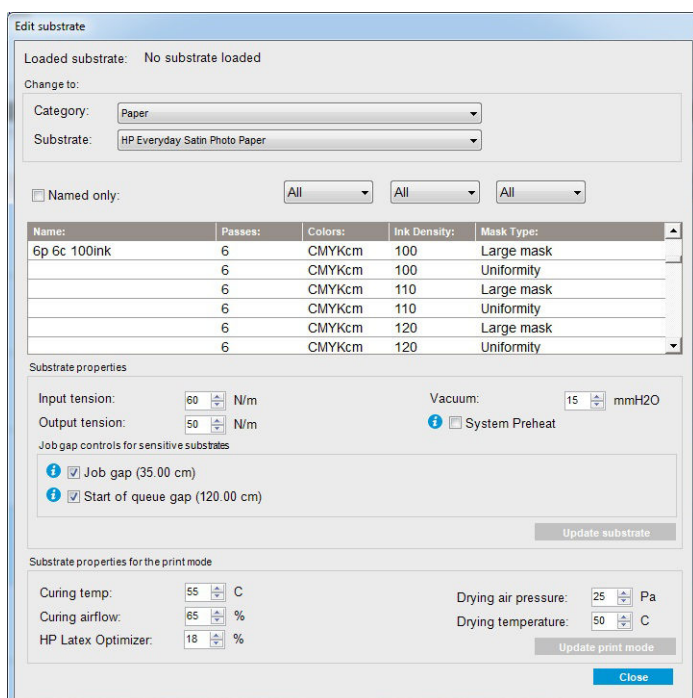 Edit substrate
Loaded substrate: No substrate loaded
Change to:
Category: Paper
Substrate: HP Everyday Satin Photo Paper
Named only: All All All
Name: Passes: Colors: Ink Density: Mask Type:
6p 6c 100ink 6 CMYKcm 100 Large mask
6 CMYKcm 100 Uniformity
6 CMYKcm 110 Large mask
6 CMYKcm 110 Uniformity
6 CMYKcm 120 Large mask
6 CMYKcm 120 Uniformity
Substrate properties
Input tension: 60 N/m Vacuum: 15 mmH2O
Output tension: 50 N/m i System Preheat
Job gap controls for sensitive substrates
i Job gap (35.00 cm)
i Start of queue gap (120.00 cm)
Update substrate
Substrate properties for the print mode
Curing temp: 55 C Drying air pressure: 25 Pa
Curing airflow: 65 % Drying temperature: 50 C
HP Latex Optimizer: 18 % Update print mode
Close